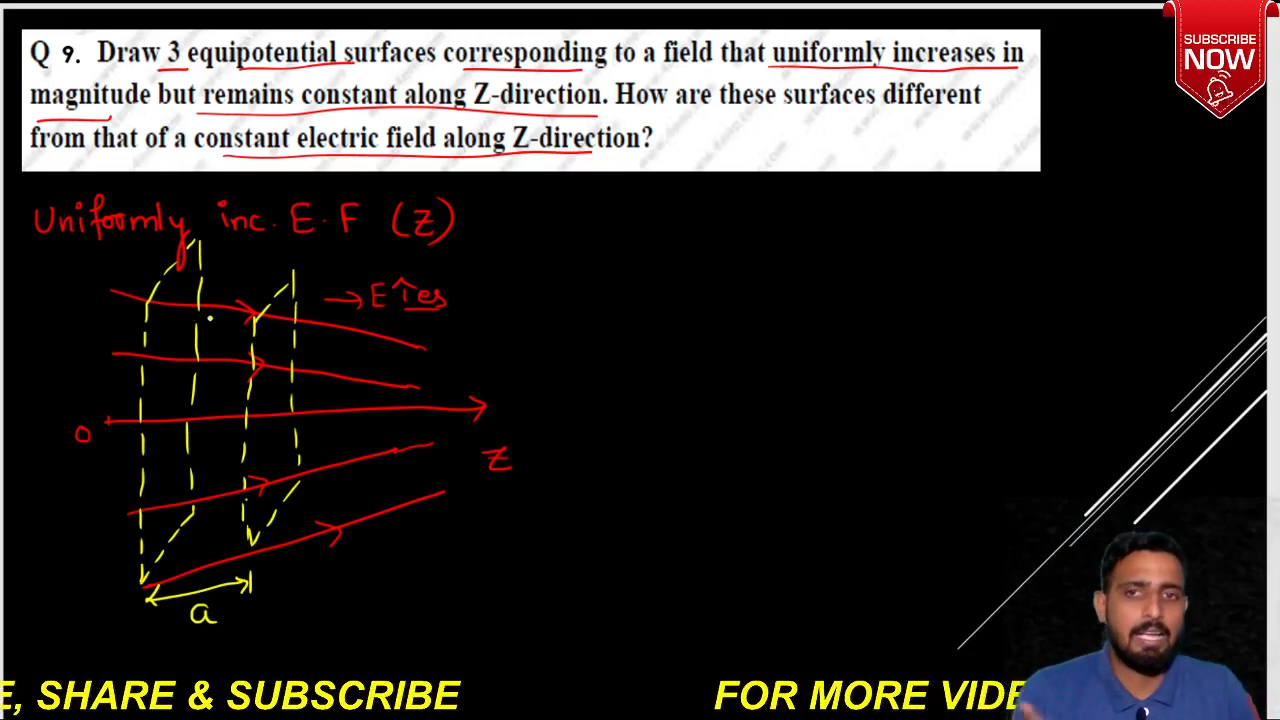 SUBSCRIBE
NOW
Q 9. Draw 3 equipotential surfaces corresponding to a field that uniformly increases in
magnitude but remains constant along Z-direction. How are these surfaces different
from that of a constant electric field along Z-direction?
Uniformly inc. E.F (Z)
→ E↑es
O
Z
a
E, SHARE & SUBSCRIBE
FOR MORE VIDE